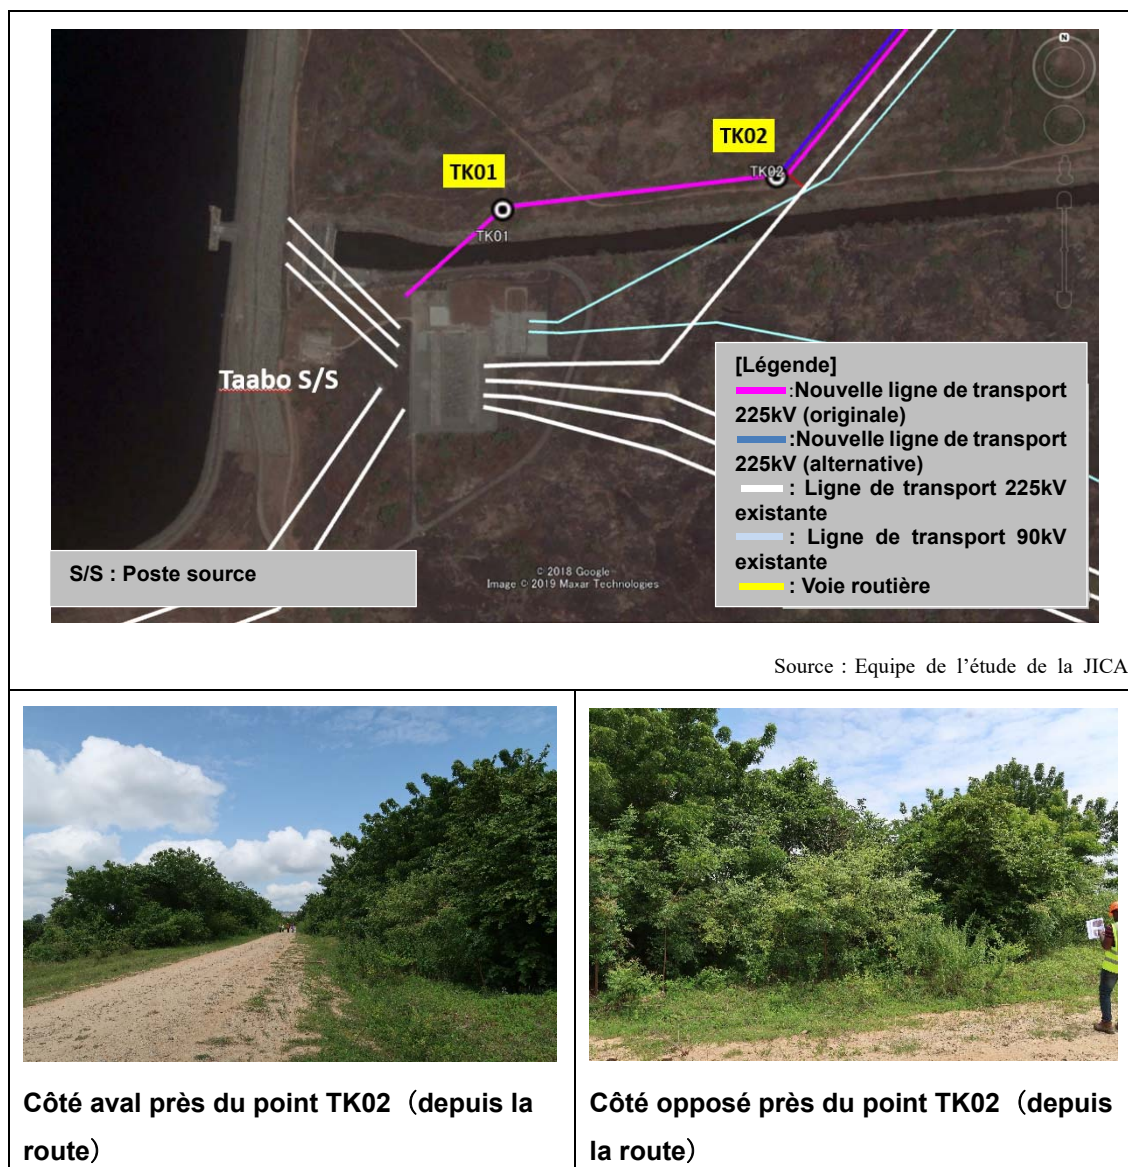 N
TK01
TK02
TK02
TK01
Taabo S/S
[Légende]
:Nouvelle ligne de transport
225kV (originale)
:Nouvelle ligne de transport
225kV (alternative)
: Ligne de transport 225kV
existante
: Ligne de transport 90kV
existante
: Voie routière
S/S : Poste source
© 2018 Google
Image © 2019 Maxar Technologies
Source : Equipe de l’étude de la JICA
Côté aval près du point TK02（depuis la
route）
Côté opposé près du point TK02（depuis
la route）